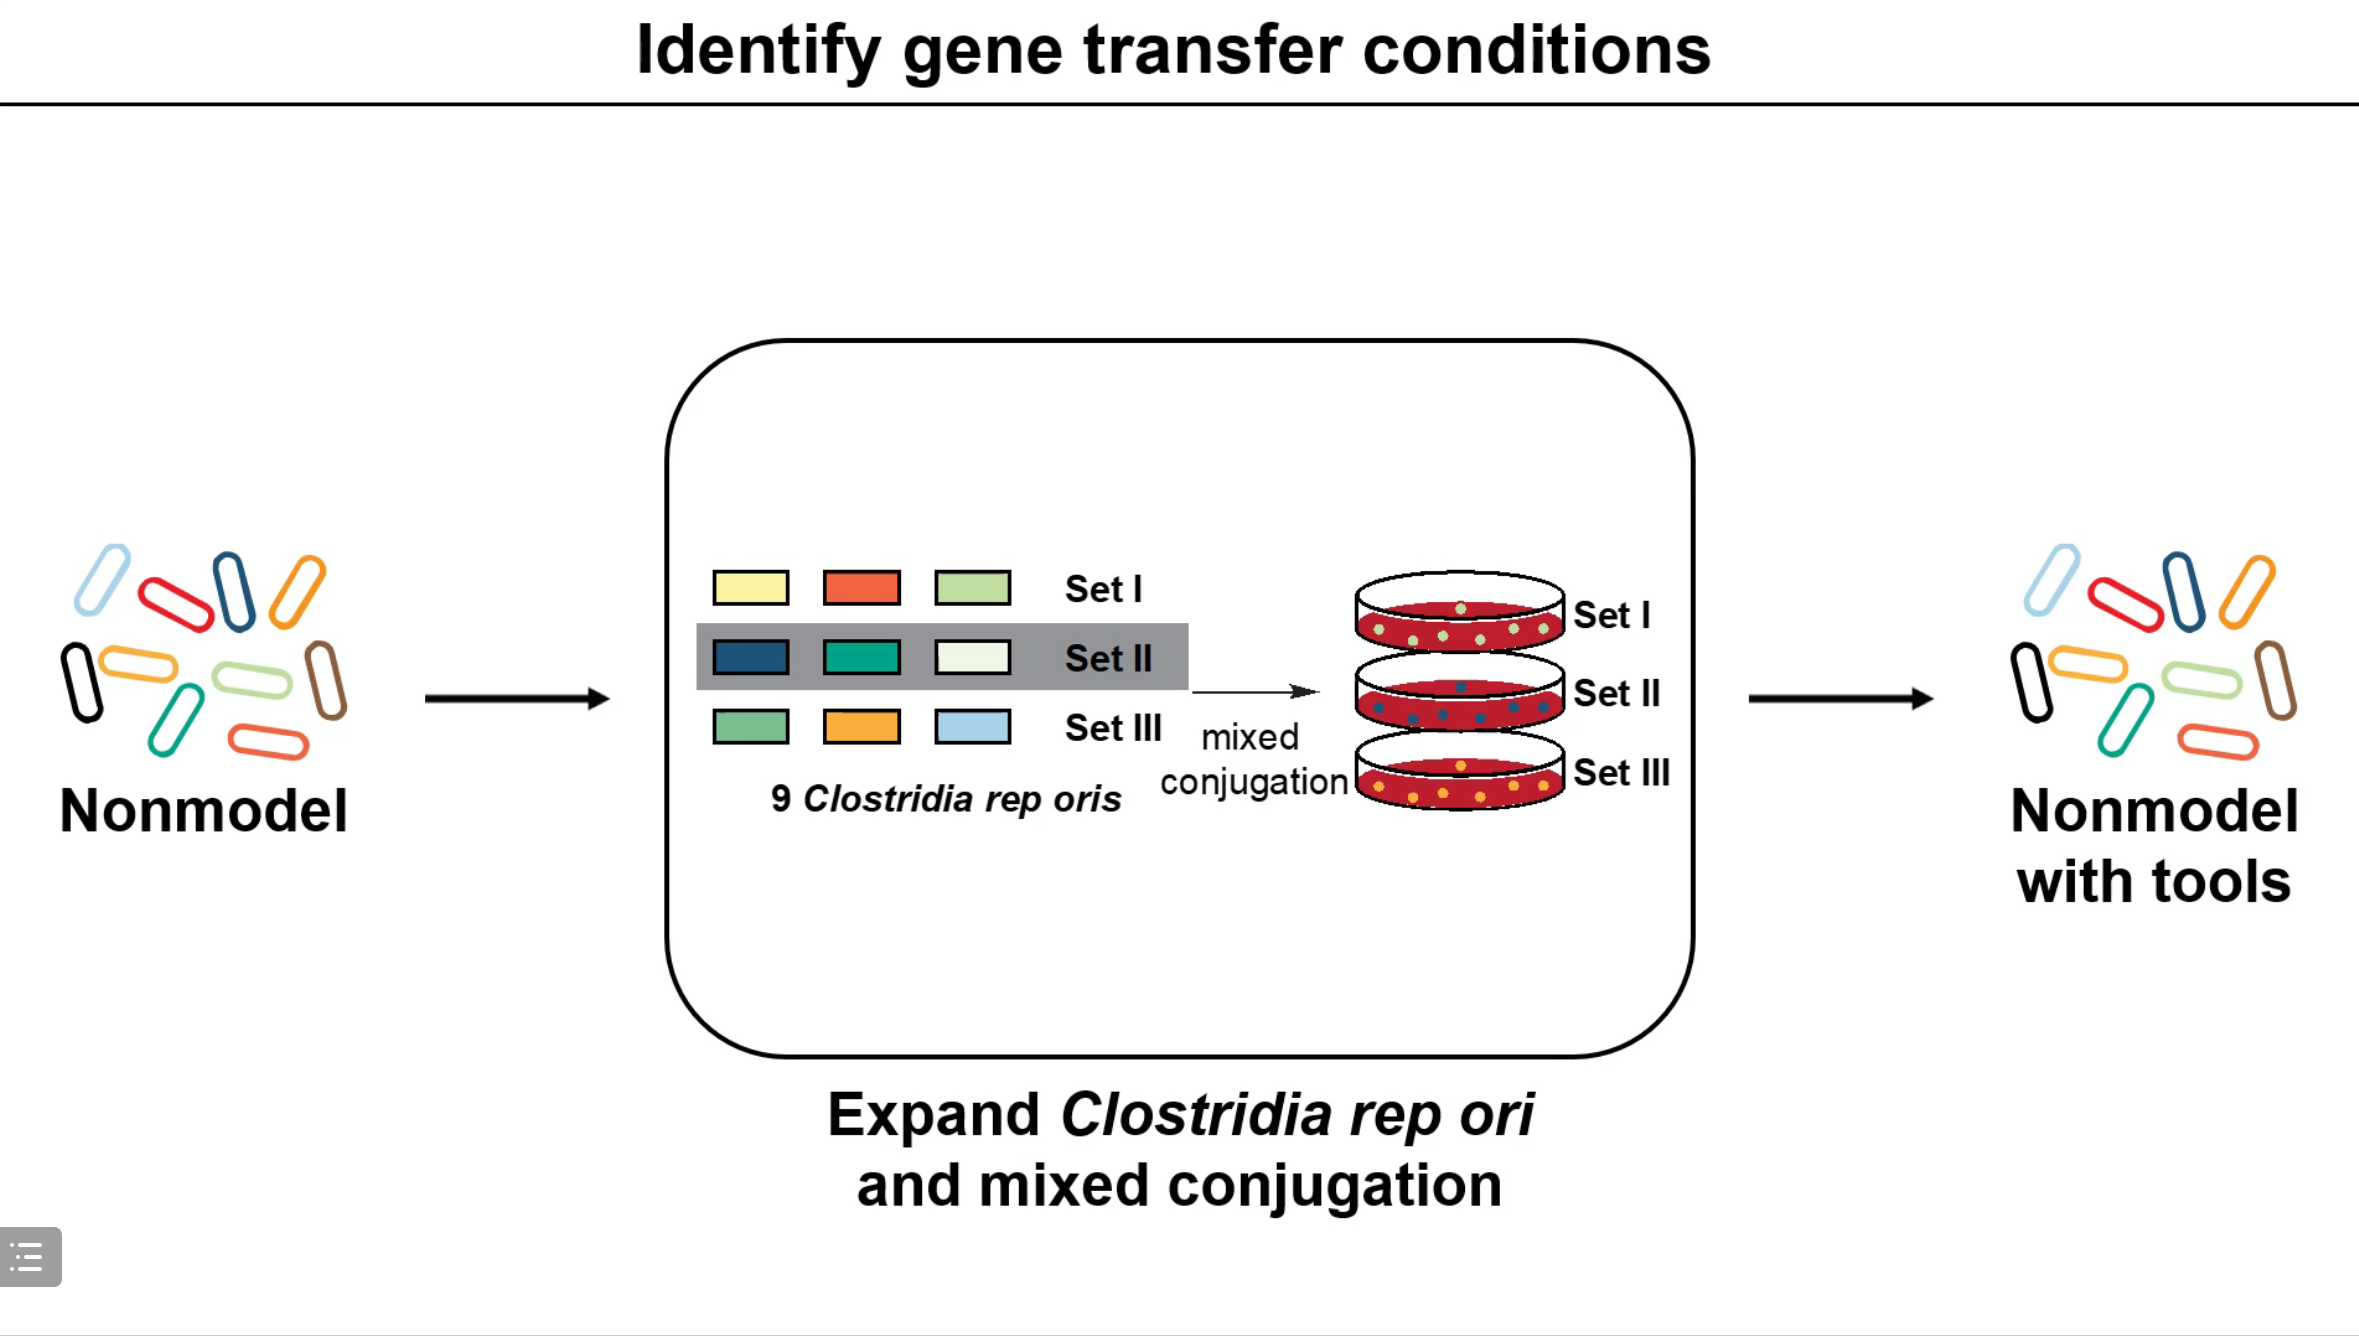 Identify gene transfer conditions
Nonmodel
Set I
Set II
Set III
9 Clostridia rep oris
mixed
conjugation
Set I
Set II
Set III
Nonmodel
with tools
Expand Clostridia rep ori
and mixed conjugation